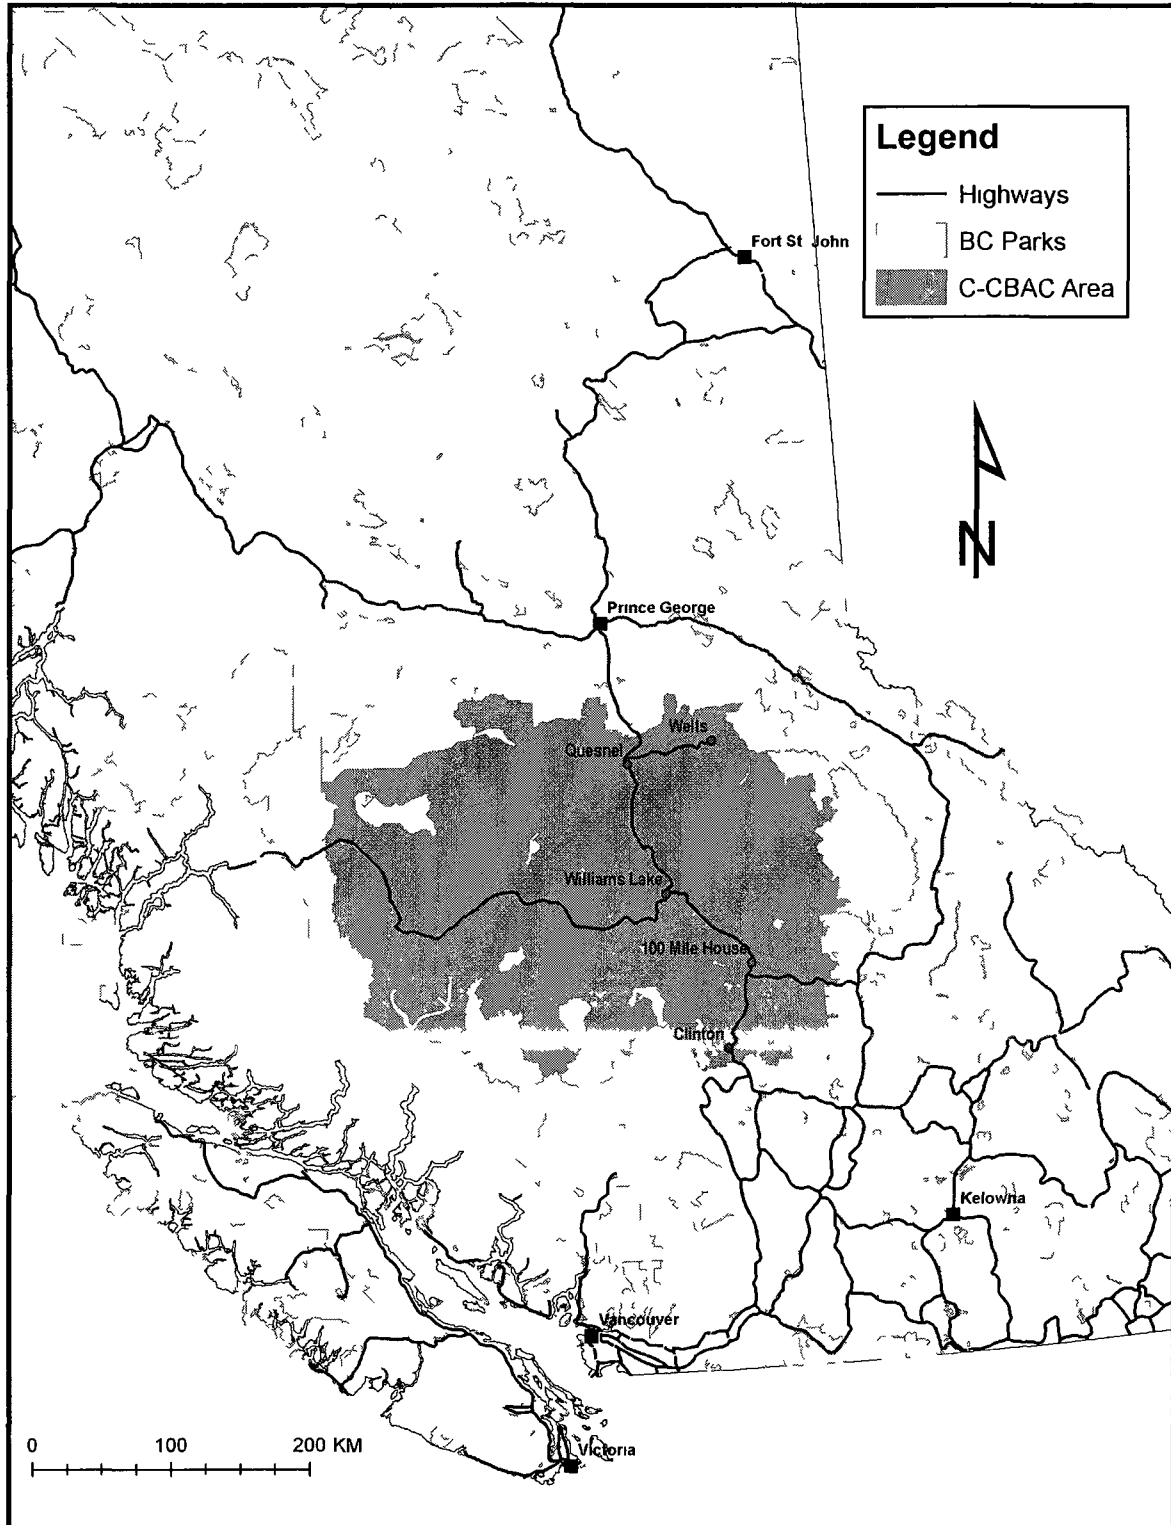 Legend
Highways
BC Parks
C-CBAC Area
Fort St John
N
Prince George
Wells
Quesnel
Williams Lake
100 Mile House
Clinton
Kelowna
Vancouver
0 100 200 KM
Victoria